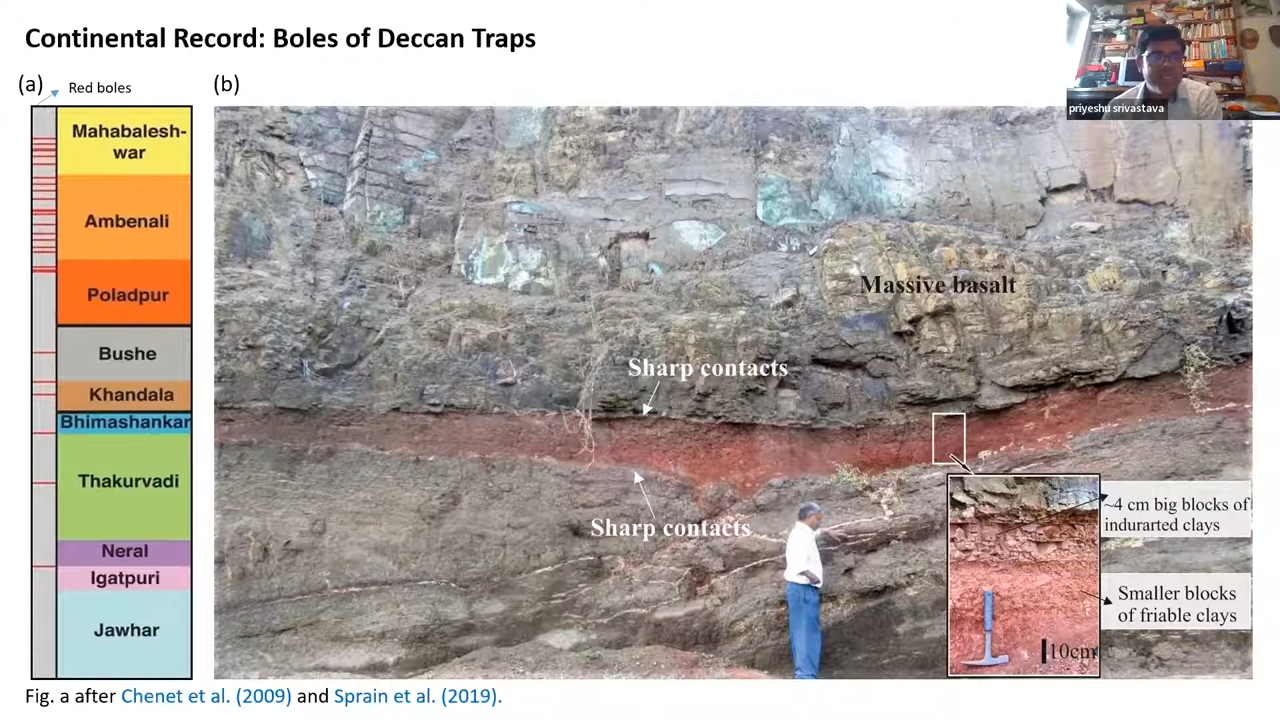 Continental Record: Boles of Deccan Traps
priyeshu srivastava
(a)
Red boles
(b)
Mahabalesh-
war
Ambenali
Poladpur
Bushe
Khandala
Bhimashankar
Thakurvadi
Neral
Igatpuri
Jawhar
Massive basalt
Sharp contacts
Sharp contacts
~4 cm big blocks of
indurarted clays
Smaller blocks
of friable clays
10cm
Fig. a after Chenet et al. (2009) and Sprain et al. (2019).